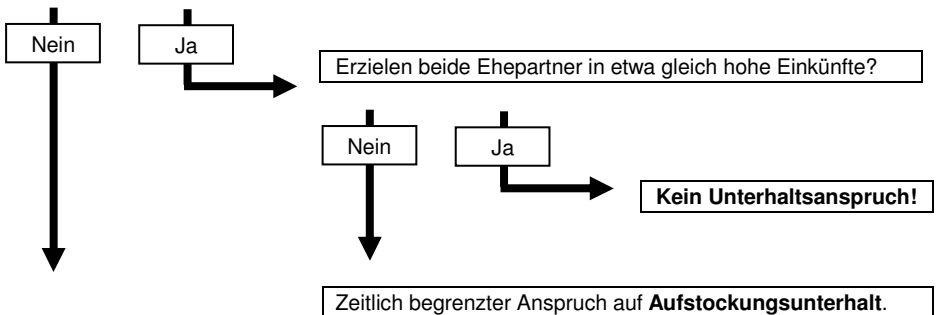 Nein
Ja
Erzielen beide Ehepartner in etwa gleich hohe Einkünfte?
Nein
Ja
Kein Unterhaltsanspruch!
Zeitlich begrenzter Anspruch auf Aufstockungsunterhalt.